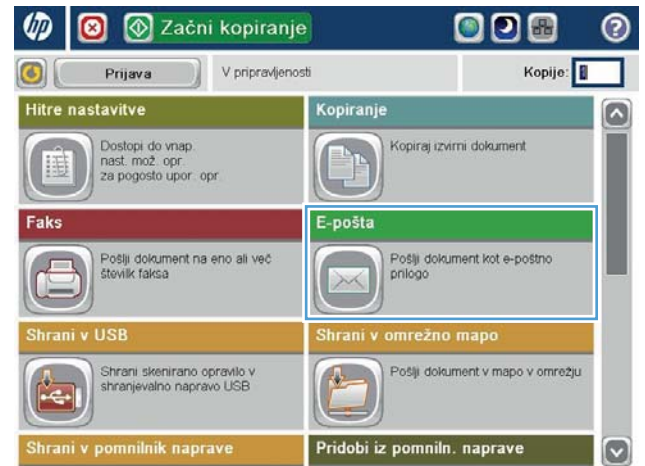 hp
Začni kopiranje
?
Prijava
V pripravljenosti
Kopije:
Hitre nastavitve
Kopiranje
Dostopi do vnap.
nast. mož. opr.
za pogosto upor. opr.
Kopiraj izvirni dokument
Faks
E-pošta
Pošlji dokument na eno ali več
številk faksa
Pošlji dokument kot e-poštno
prilogo
Shrani v USB
Shrani v omrežno mapo
Shrani skenirano opravilo v
shranjevalno napravo USB
Pošlji dokument v mapo v omrežju
Shrani v pomnilnik naprave
Pridobi iz pomniln. naprave